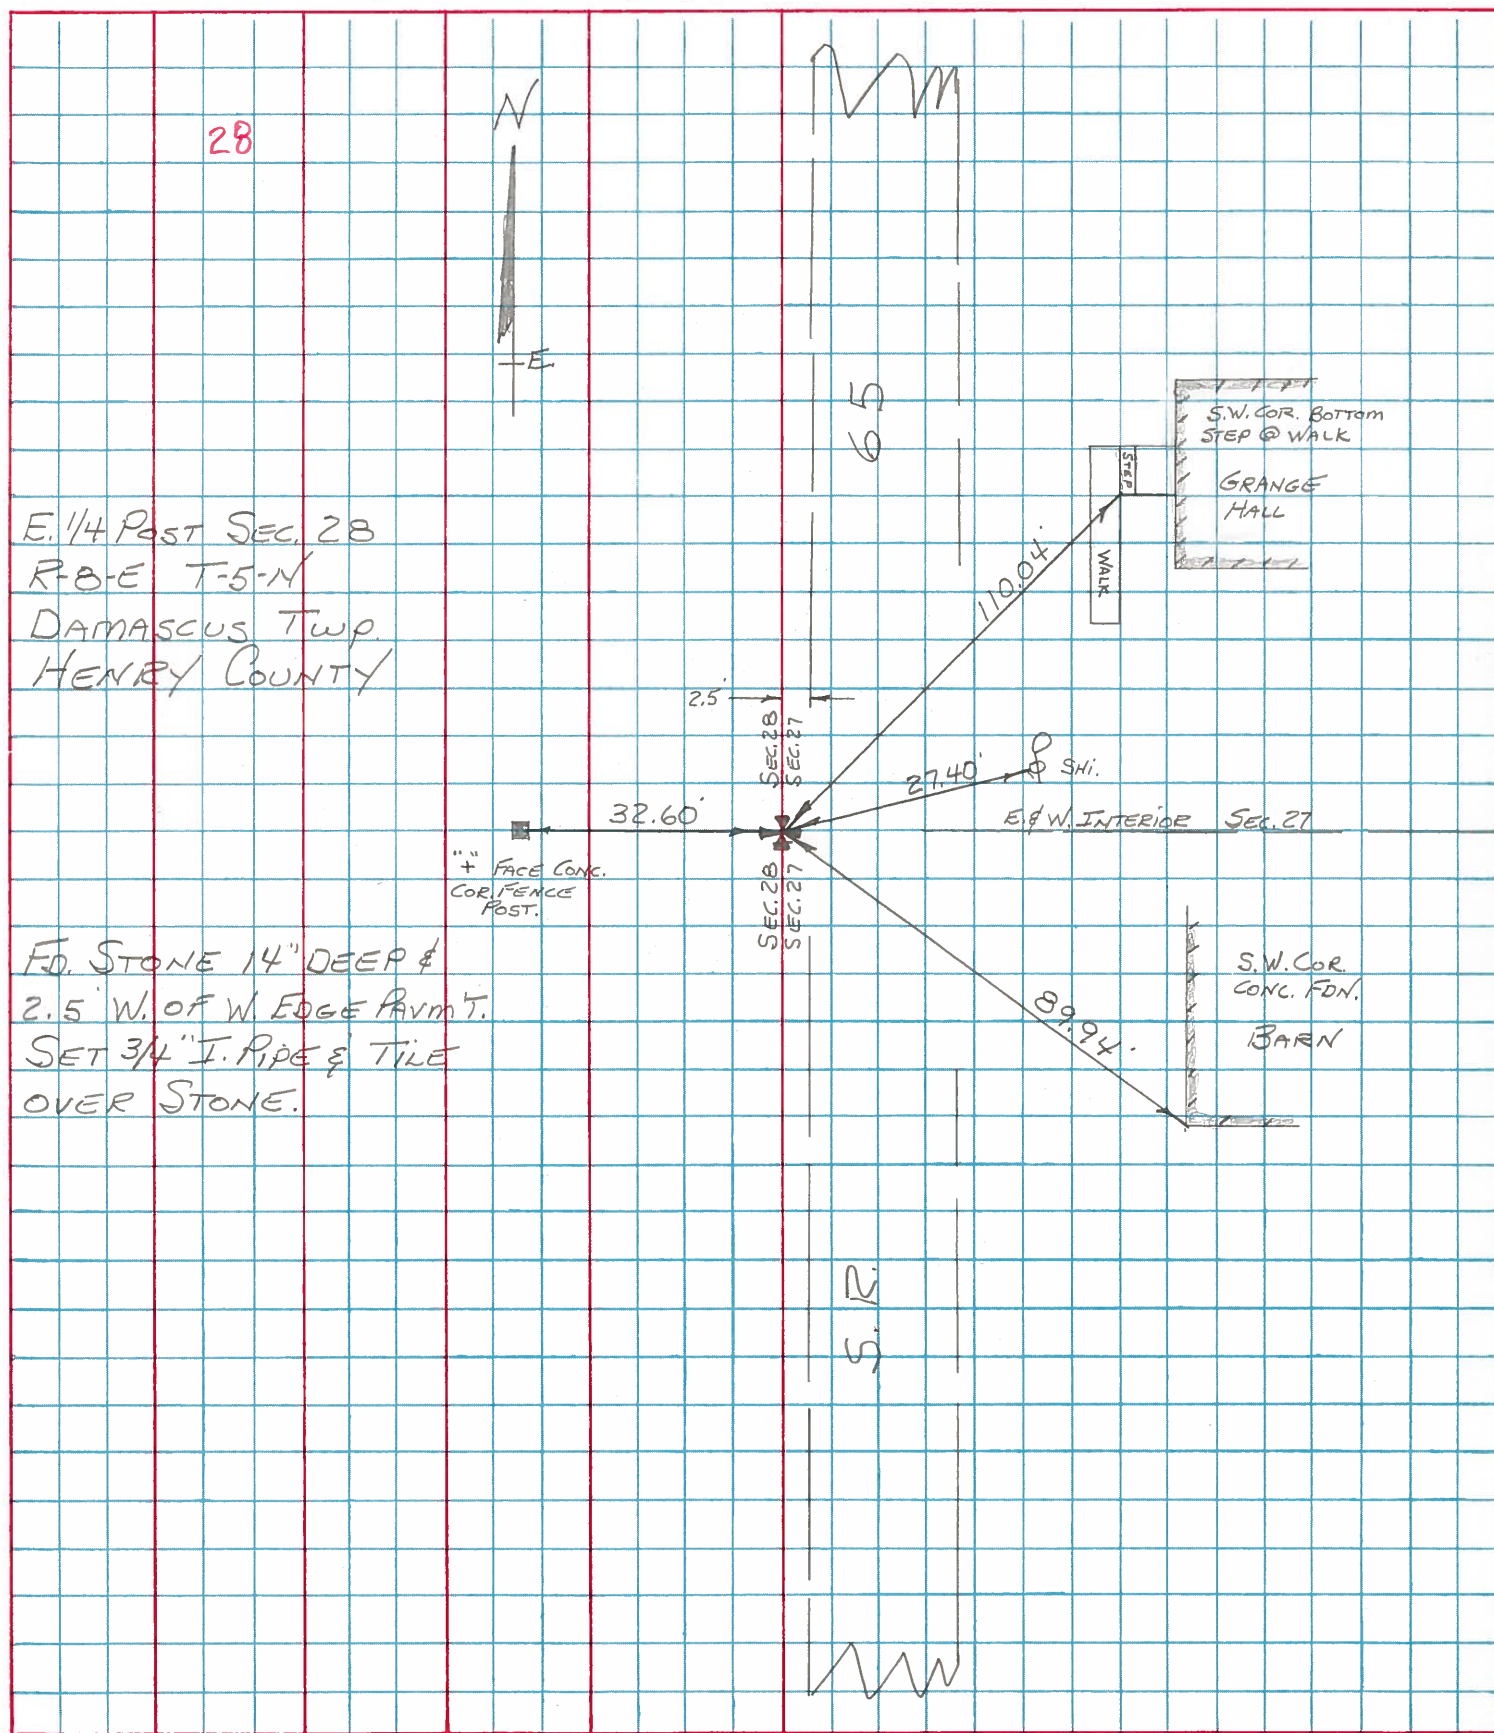 28
N
E
65
S.W. COR. BOTTOM
STEP @ WALK
GRANGE
HALL
STEP
WALK
E. 1/4 POST SEC. 28
R-8-E T-5-N
DAMASCUS TWP.
HENRY COUNTY
110.04'
2.5'
SEC. 28
SEC. 27
27.40'
SHI.
32.60'
E. & W. INTERIOR SEC. 27
"+" FACE CONC.
COR. FENCE
POST.
SEC. 28
SEC. 27
FD. STONE 14" DEEP &
2.5' W. OF W. EDGE PAVM'T.
SET 3/4" I. PIPE & TILE
OVER STONE.
89.94'
S.W. COR.
CONC. FDN.
BARN
S.R.